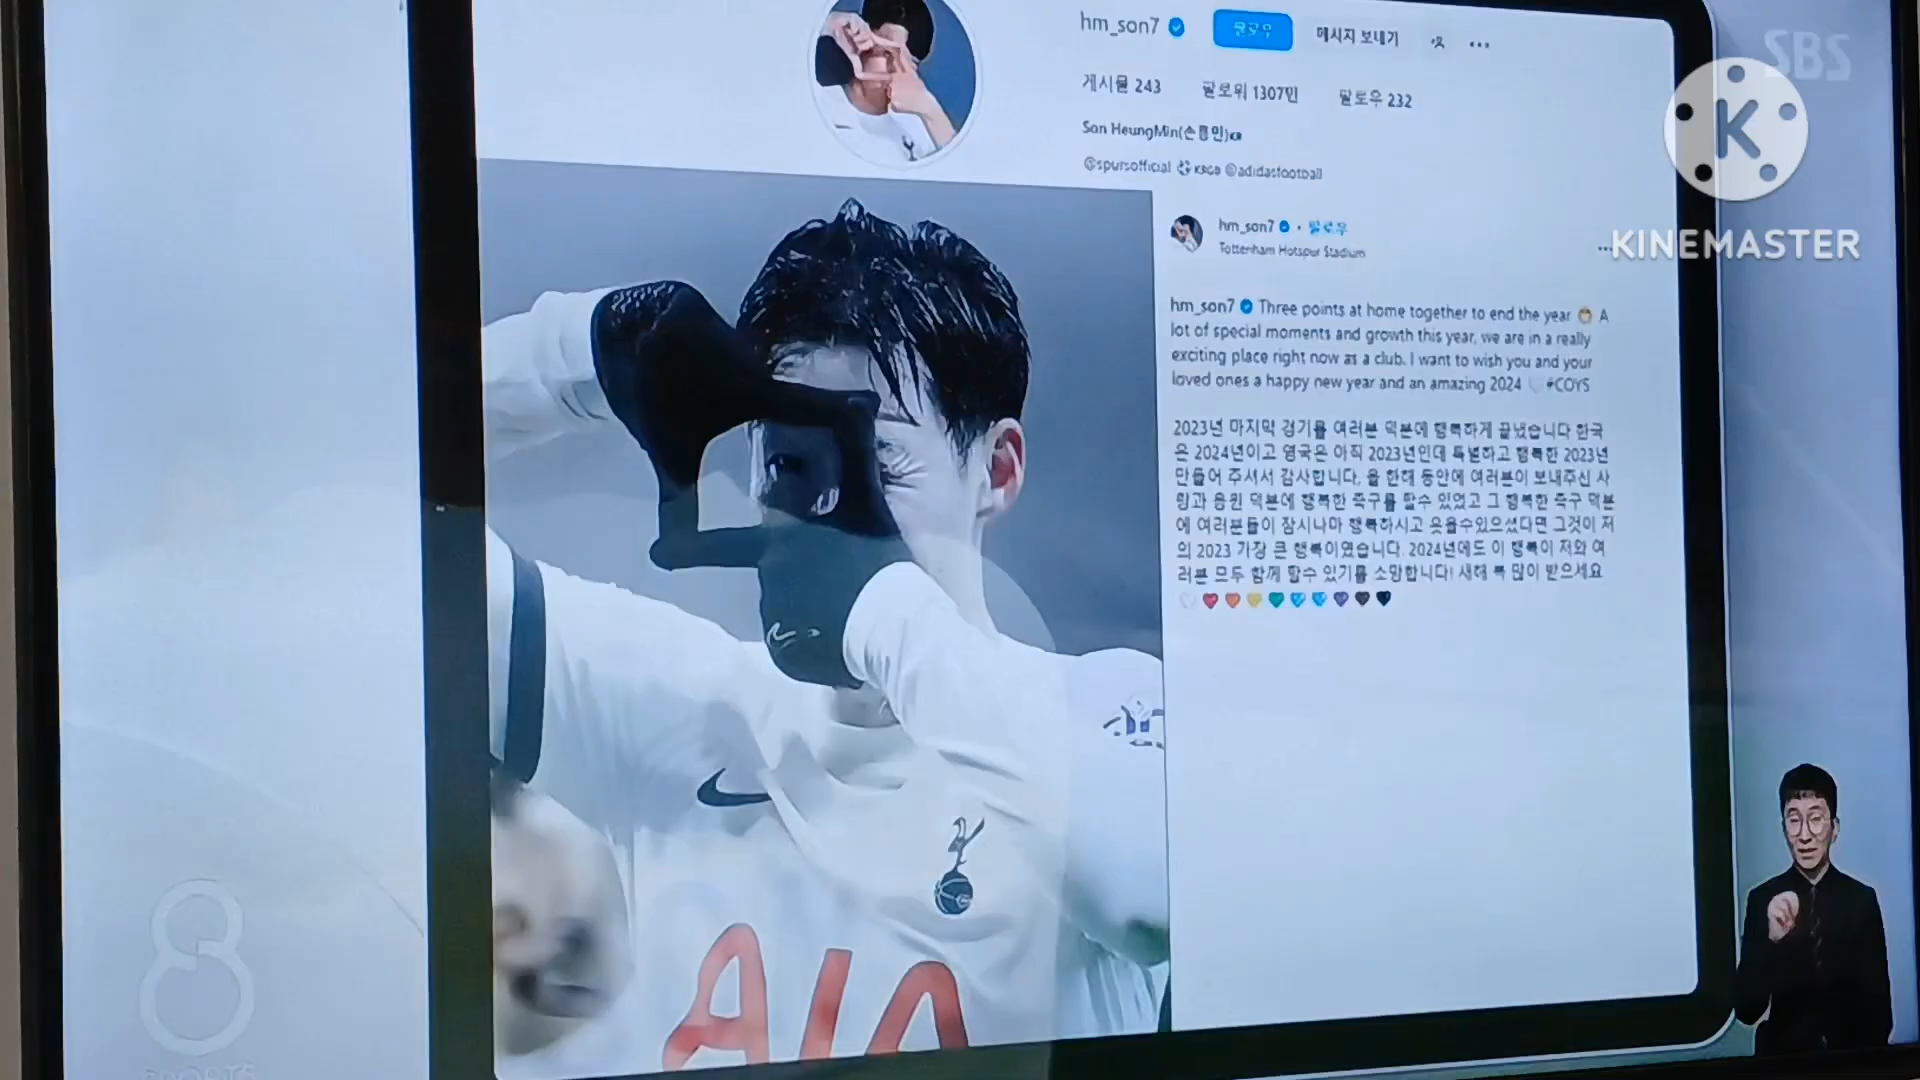 SBS
KINEMASTER
hm_son7
팔로우
메시지 보내기
게시물 243
팔로워 1307만
팔로우 232
Son HeungMin(손흥민)
@spursofficial
@adidasfootball
hm_son7 • 팔로우
Tottenham Hotspur Stadium
hm_son7 Three points at home together to end the year 😁 A
lot of special moments and growth this year, we are in a really
exciting place right now as a club. I want to wish you and your
loved ones a happy new year and an amazing 2024 🤍 #COYS
2023년 마지막 경기를 여러분 덕분에 행복하게 끝냈습니다 한국
은 2024년이고 영국은 아직 2023년인데 특별하고 행복한 2023년
만들어 주셔서 감사합니다. 올 한해 동안에 여러분이 보내주신 사
랑과 응원 덕분에 행복한 축구를 할수 있었고 그 행복한 축구 덕분
에 여러분들이 잠시나마 행복하시고 웃을수있으셨다면 그것이 저
의 2023 가장 큰 행복이였습니다. 2024년에도 이 행복이 저와 여
러분 모두 함께 할수 있기를 소망합니다! 새해 복 많이 받으세요
AIA
8
SPORTS